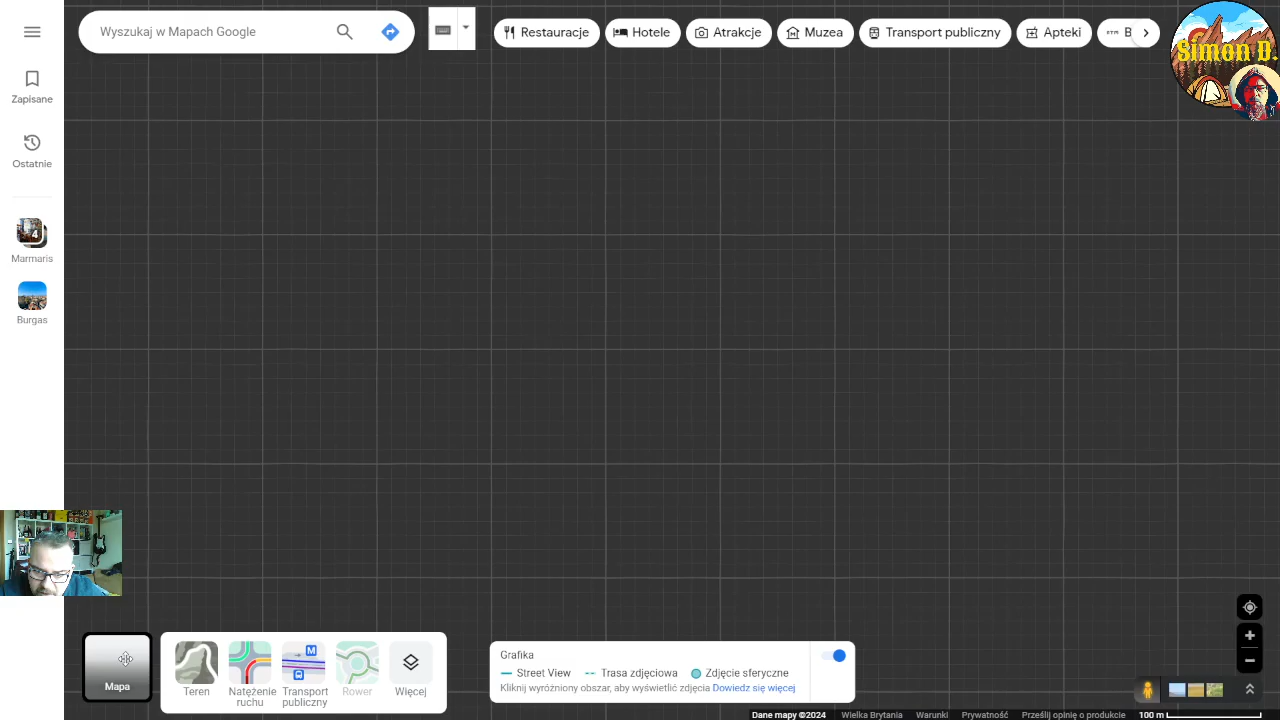 Wyszukaj w Mapach Google
Restauracje
Hotele
Atrakcje
Muzea
Transport publiczny
Apteki
B
Simon D.
Zapisane
Ostatnie
4
Marmaris
Burgas
Mapa
Teren
Natężenie
ruchu
M
Transport
publiczny
Rower
Więcej
Grafika
Street View
Trasa zdjęciowa
Zdjęcie sferyczne
Kliknij wyróżniony obszar, aby wyświetlić zdjęcia Dowiedz się więcej
Dane mapy ©2024 Wielka Brytania Warunki Prywatność Prześlij opinię o produkcie 100 m